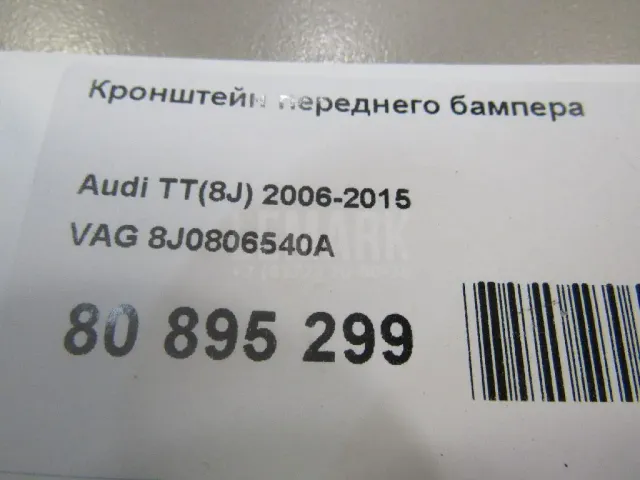 Кронштейн переднего бампера
Audi TT(8J) 2006-2015
VAG 8J0806540A
80 895 299